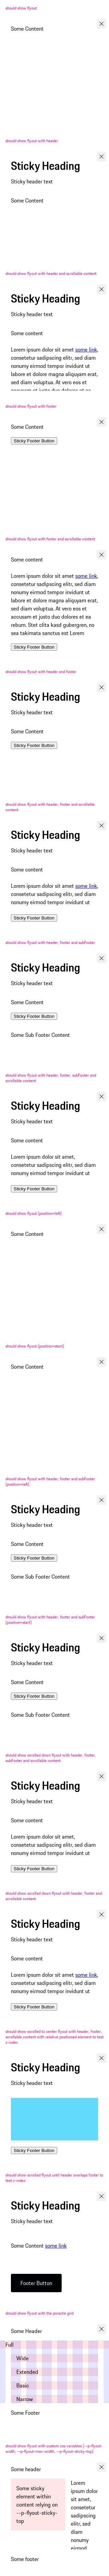 should show flyout
Some Content
should show flyout with header
Sticky Heading
Sticky header text
Some Content
should show flyout with header and scrollable content
Sticky Heading
Sticky header text
Some content
Lorem ipsum dolor sit amet some link,
consetetur sadipscing elitr, sed diam
nonumy eirmod tempor invidunt ut
labore et dolore magna aliquyam erat,
sed diam voluptua. At vero eos et
should show flyout with footer
Some Content
Sticky Footer Button
should show flyout with footer and scrollable content
Some content
Lorem ipsum dolor sit amet some link,
consetetur sadipscing elitr, sed diam
nonumy eirmod tempor invidunt ut
labore et dolore magna aliquyam erat,
sed diam voluptua. At vero eos et
accusam et justo duo dolores et ea
rebum. Stet clita kasd gubergren, no
sea takimata sanctus est Lorem
Sticky Footer Button
should show flyout with header and footer
Sticky Heading
Sticky header text
Some Content
Sticky Footer Button
should show flyout with header, footer and scrollable
content
Sticky Heading
Sticky header text
Some content
Lorem ipsum dolor sit amet some link,
consetetur sadipscing elitr, sed diam
nonumy eirmod tempor invidunt ut
Sticky Footer Button
should show flyout with header, footer and subFooter
Sticky Heading
Sticky header text
Some Content
Sticky Footer Button
Some Sub Footer Content
should show flyout with header, footer, subFooter and
scrollable content
Sticky Heading
Sticky header text
Some content
Lorem ipsum dolor sit amet,
consetetur sadipscing elitr, sed diam
nonumy eirmod tempor invidunt ut
Sticky Footer Button
should show flyout (position=left)
Some Content
should show flyout (position=start)
Some Content
should show flyout with header, footer and subFooter
(position=left)
Sticky Heading
Sticky header text
Some Content
Sticky Footer Button
Some Sub Footer Content
should show flyout with header, footer and subFooter
(position=start)
Sticky Heading
Sticky header text
Some Content
Sticky Footer Button
Some Sub Footer Content
should show scrolled down flyout with header, footer,
subFooter and scrollable content
Sticky Heading
Sticky header text
Some content
Lorem ipsum dolor sit amet,
consetetur sadipscing elitr, sed diam
nonumy eirmod tempor invidunt ut
Sticky Footer Button
should show scrolled down flyout with header, footer and
scrollable content
Sticky Heading
Sticky header text
Some content
Lorem ipsum dolor sit amet some link,
consetetur sadipscing elitr, sed diam
nonumy eirmod tempor invidunt ut
Sticky Footer Button
should show scrolled to center flyout with header, footer,
scrollable content with relative positioned element to test
z-index
Sticky Heading
Sticky header text
Sticky Footer Button
should show scrolled flyout until header overlaps footer to
test z-index
Sticky Heading
Sticky header text
Some Content some link
Footer Button
should show flyout with the porsche grid
Some Header
Full
Wide
Extended
Basic
Narrow
Some Footer
should show flyout with custom css variables (--p-flyout-
width, --p-flyout-max-width, --p-flyout-sticky-top)
Some header
Some sticky
element within
content relying on
--p-flyout-sticky-
top
Lorem
ipsum dolor
sit amet,
consetetur
sadipscing
elitr, sed
diam
nonumy
Some footer